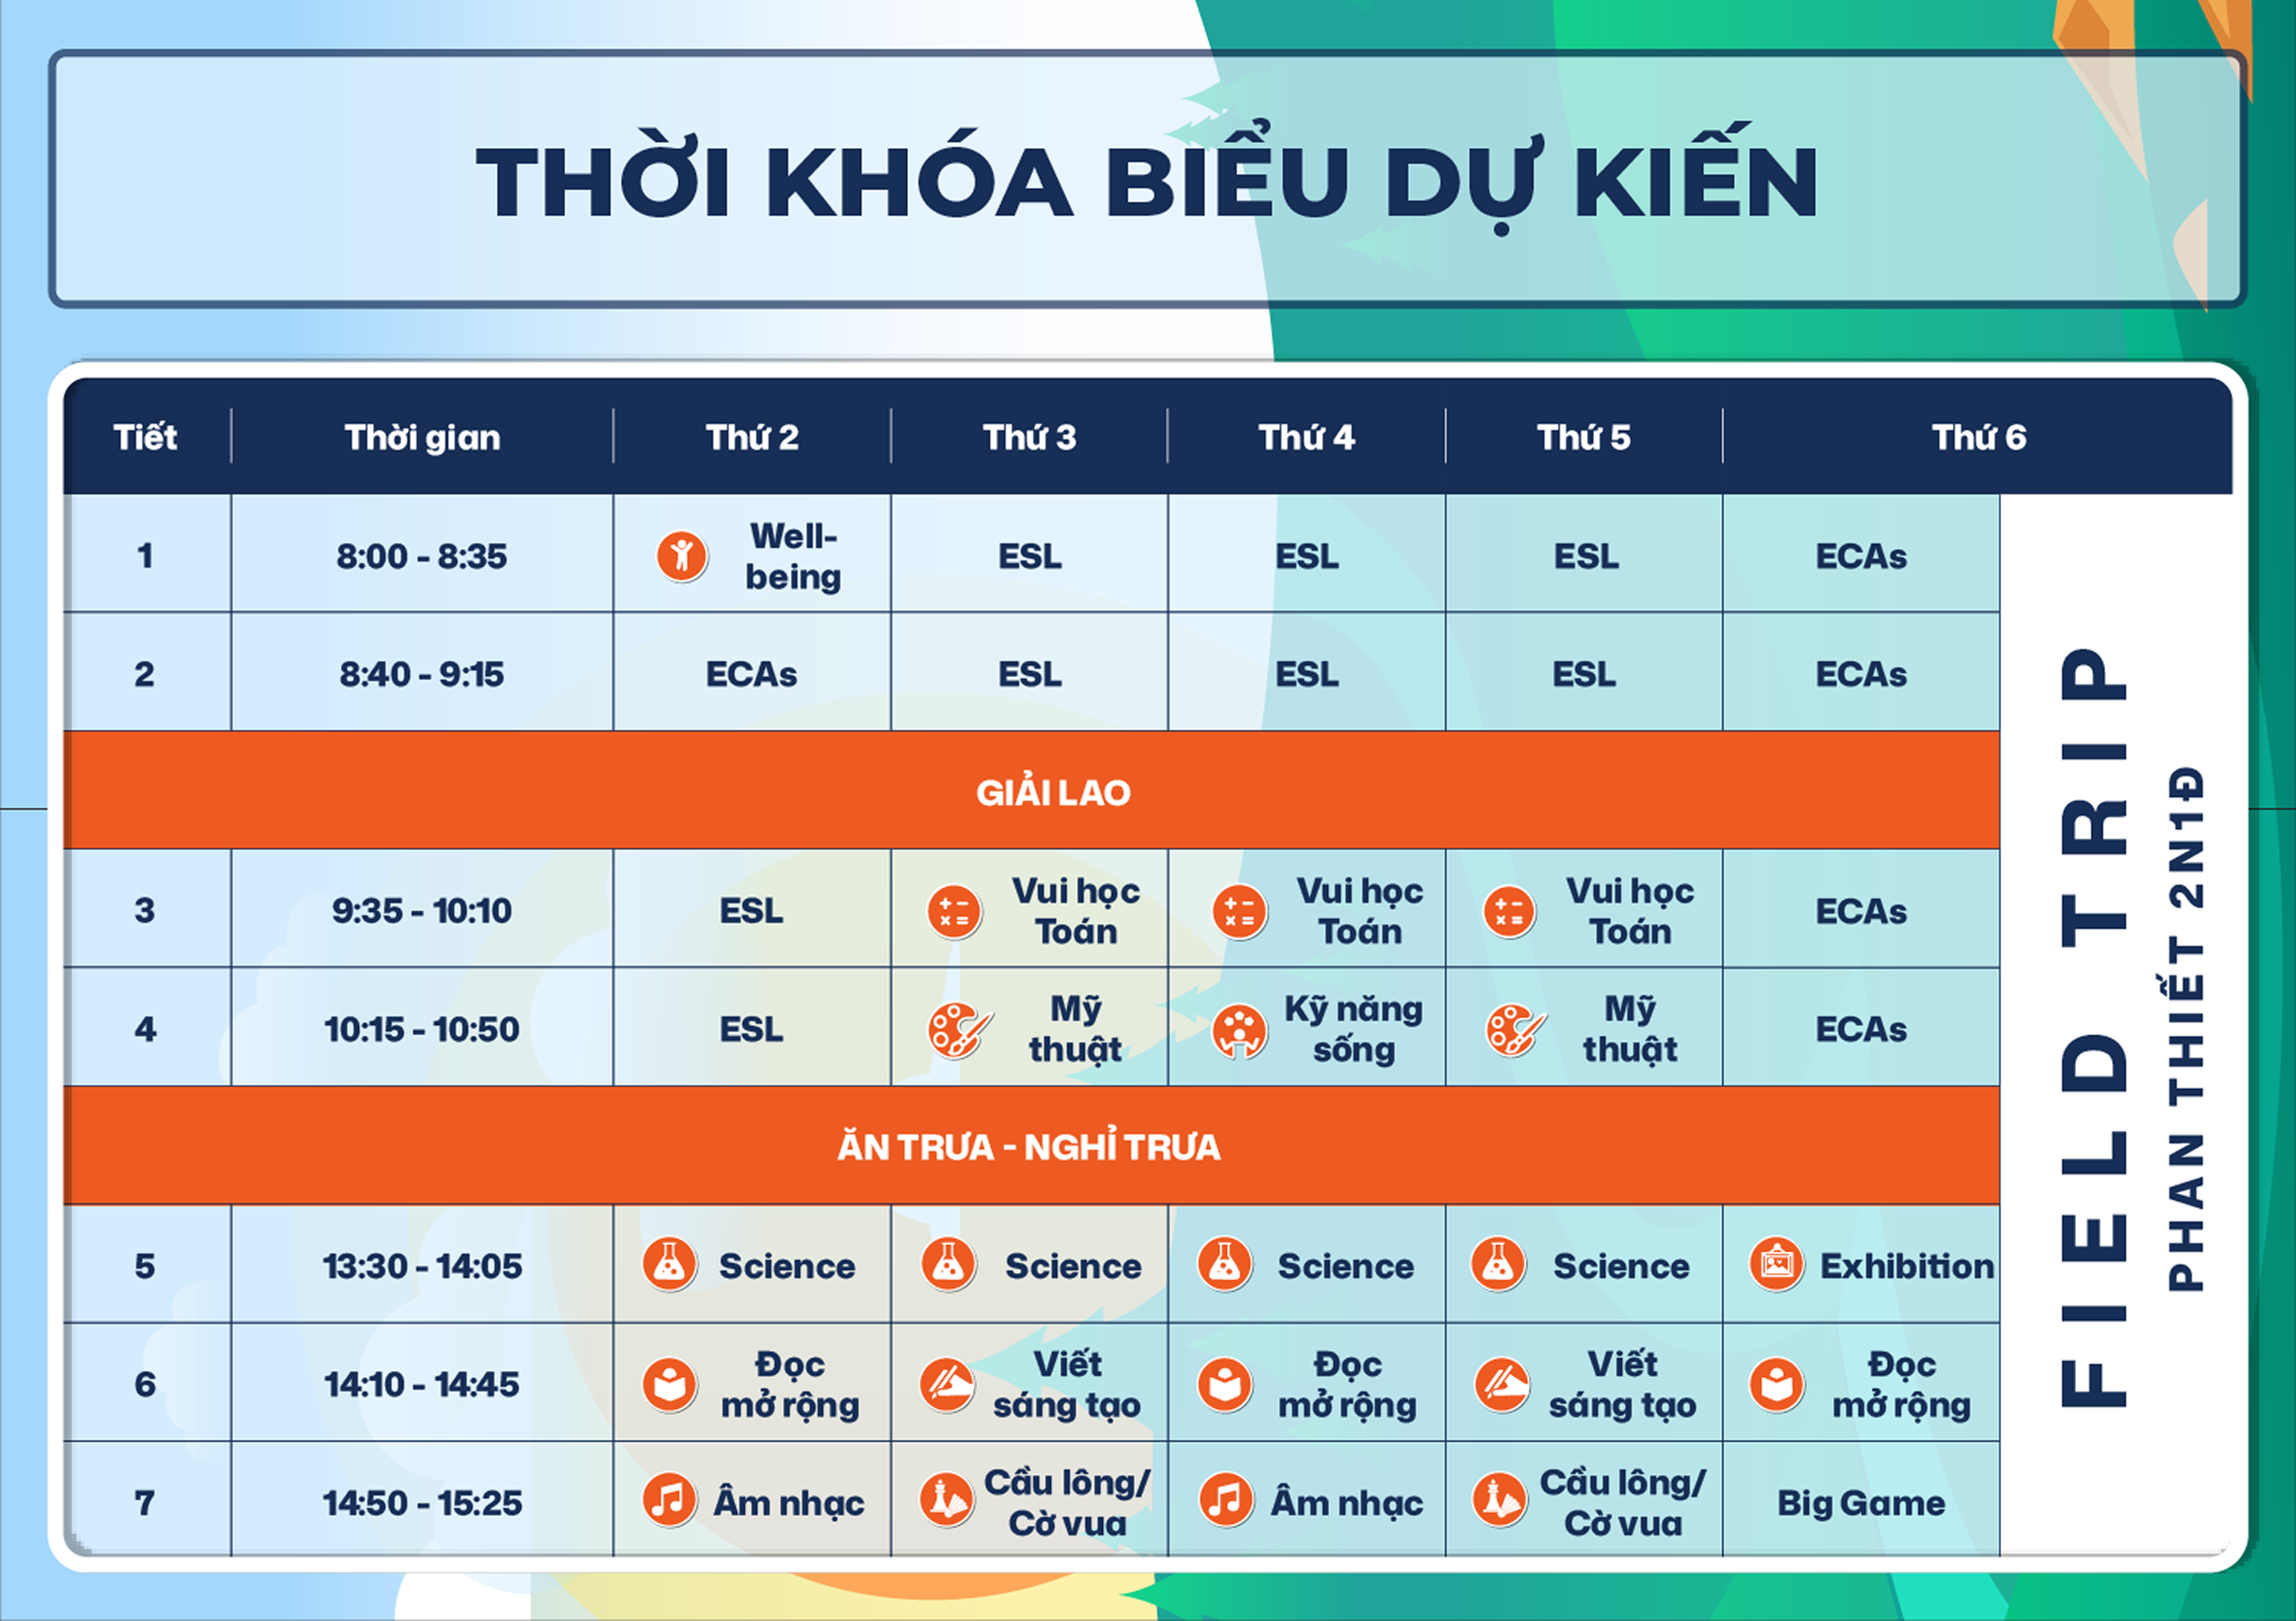 THỜI KHÓA BIỂU DỰ KIẾN
Tiết Thời gian Thứ 2 Thứ 3 Thứ 4 Thứ 5 Thứ 6
1 8:00 - 8:35 Well-being ESL ESL ESL ECAs
2 8:40 - 9:15 ECAs ESL ESL ESL ECAs
GIẢI LAO
3 9:35 - 10:10 ESL Vui học Toán Vui học Toán Vui học Toán ECAs
4 10:15 - 10:50 ESL Mỹ thuật Kỹ năng sống Mỹ thuật ECAs
ĂN TRƯA - NGHỈ TRƯA
5 13:30 - 14:05 Science Science Science Science Exhibition
6 14:10 - 14:45 Đọc mở rộng Viết sáng tạo Đọc mở rộng Viết sáng tạo Đọc mở rộng
7 14:50 - 15:25 Âm nhạc Cầu lông/ Cờ vua Âm nhạc Cầu lông/ Cờ vua Big Game
FIELD TRIP
PHAN THIẾT 2N1Đ